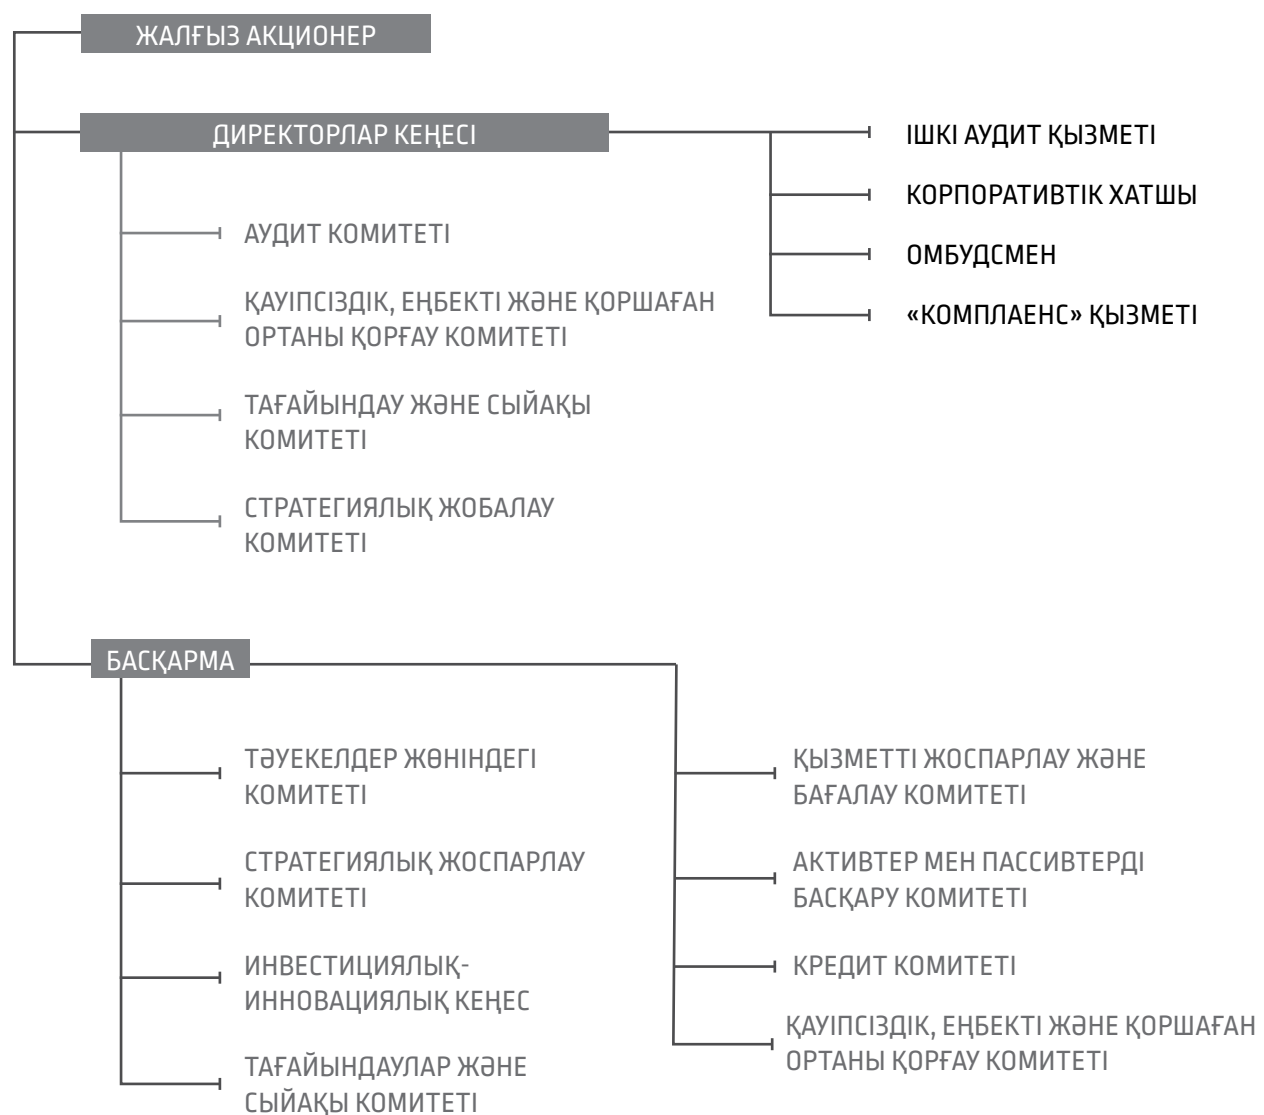 ЖАЛҒЫЗ АКЦИОНЕР
ДИРЕКТОРЛАР КЕҢЕСІ
ІШКІ АУДИТ ҚЫЗМЕТІ
КОРПОРАТИВТІК ХАТШЫ
ОМБУДСМЕН
«КОМПЛАЕНС» ҚЫЗМЕТІ
АУДИТ КОМИТЕТІ
ҚАУІПСІЗДІК, ЕҢБЕКТІ ЖӘНЕ ҚОРШАҒАН
ОРТАНЫ ҚОРҒАУ КОМИТЕТІ
ТАҒАЙЫНДАУ ЖӘНЕ СЫЙАҚЫ
КОМИТЕТІ
СТРАТЕГИЯЛЫҚ ЖОБАЛАУ
КОМИТЕТІ
БАСҚАРМА
ТӘУЕКЕЛДЕР ЖӨНІНДЕГІ
КОМИТЕТІ
СТРАТЕГИЯЛЫҚ ЖОСПАРЛАУ
КОМИТЕТІ
ИНВЕСТИЦИЯЛЫҚ-
ИННОВАЦИЯЛЫҚ КЕҢЕС
ТАҒАЙЫНДАУЛАР ЖӘНЕ
СЫЙАҚЫ КОМИТЕТІ
ҚЫЗМЕТТІ ЖОСПАРЛАУ ЖӘНЕ
БАҒАЛАУ КОМИТЕТІ
АКТИВТЕР МЕН ПАССИВТЕРДІ
БАСҚАРУ КОМИТЕТІ
КРЕДИТ КОМИТЕТІ
ҚАУІПСІЗДІК, ЕҢБЕКТІ ЖӘНЕ ҚОРШАҒАН
ОРТАНЫ ҚОРҒАУ КОМИТЕТІ